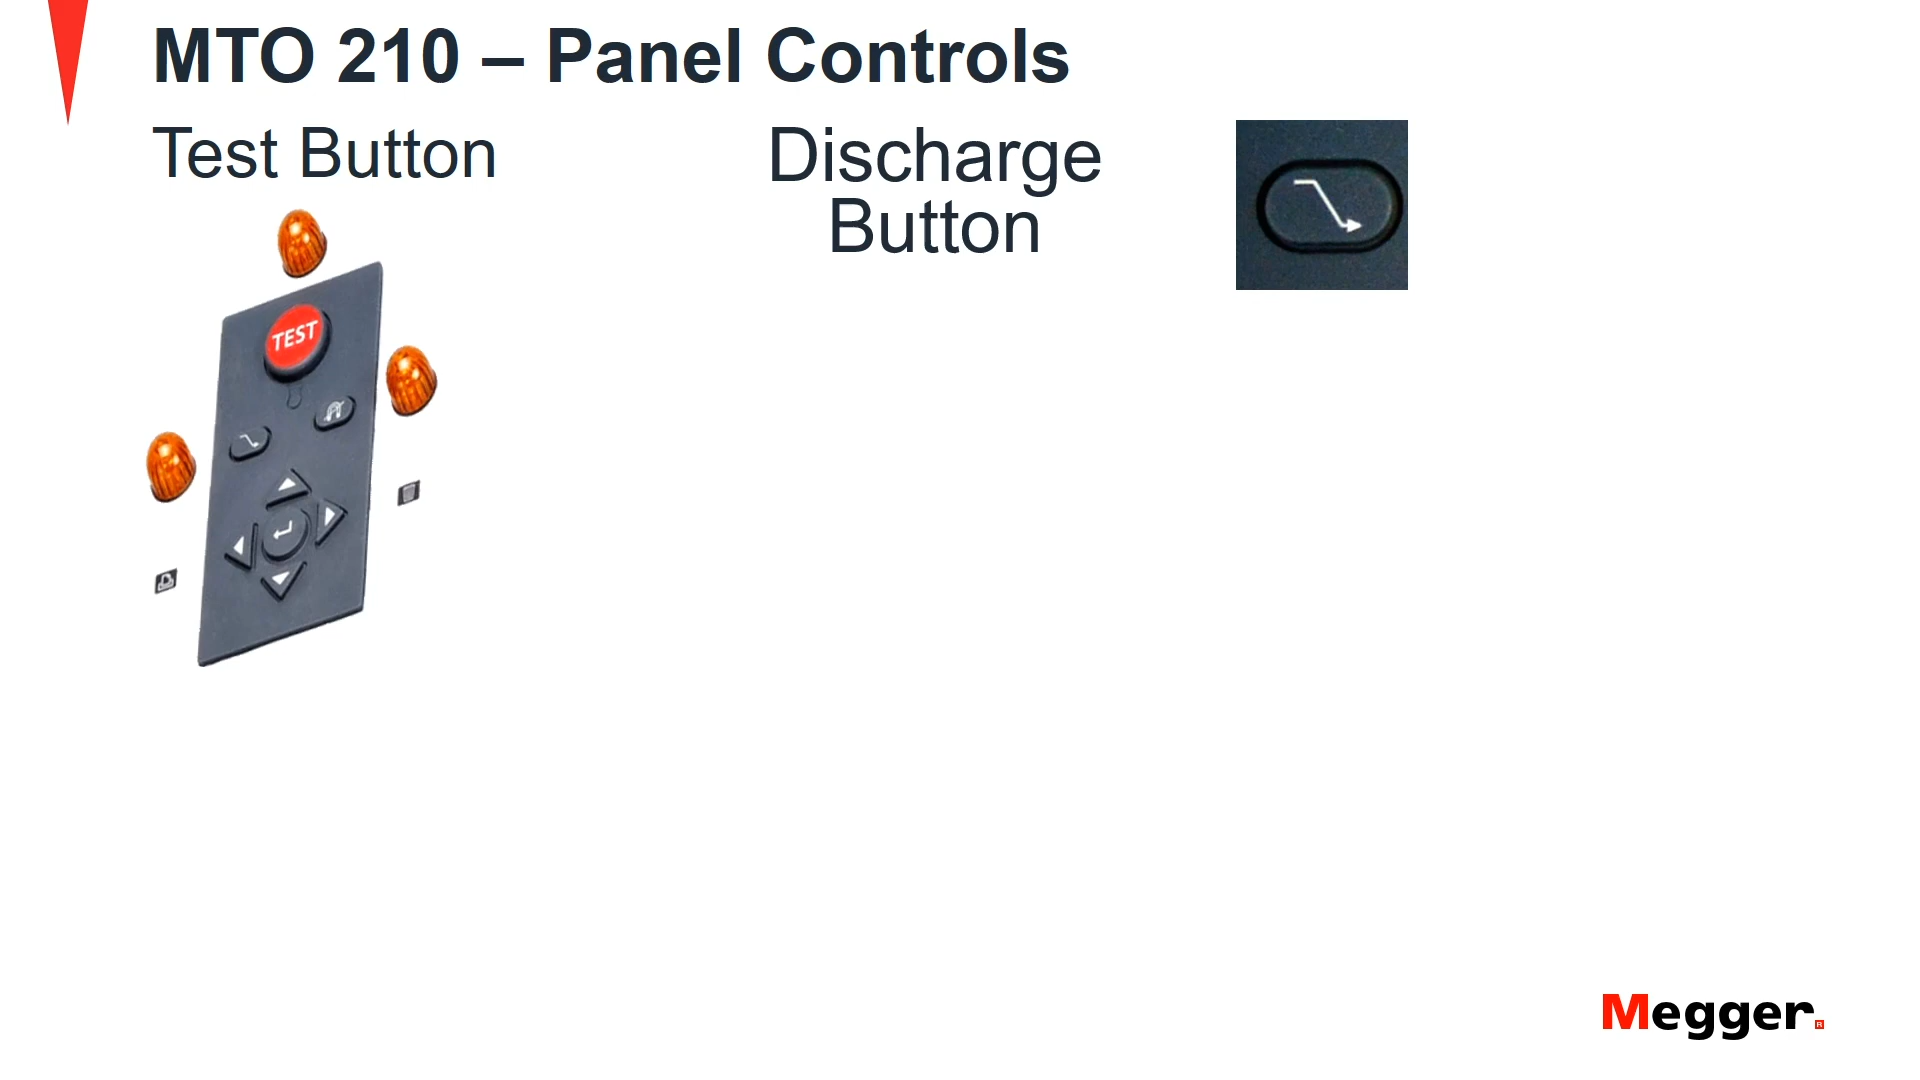 MTO 210 – Panel Controls
Test Button
Discharge
Button
TEST
Megger